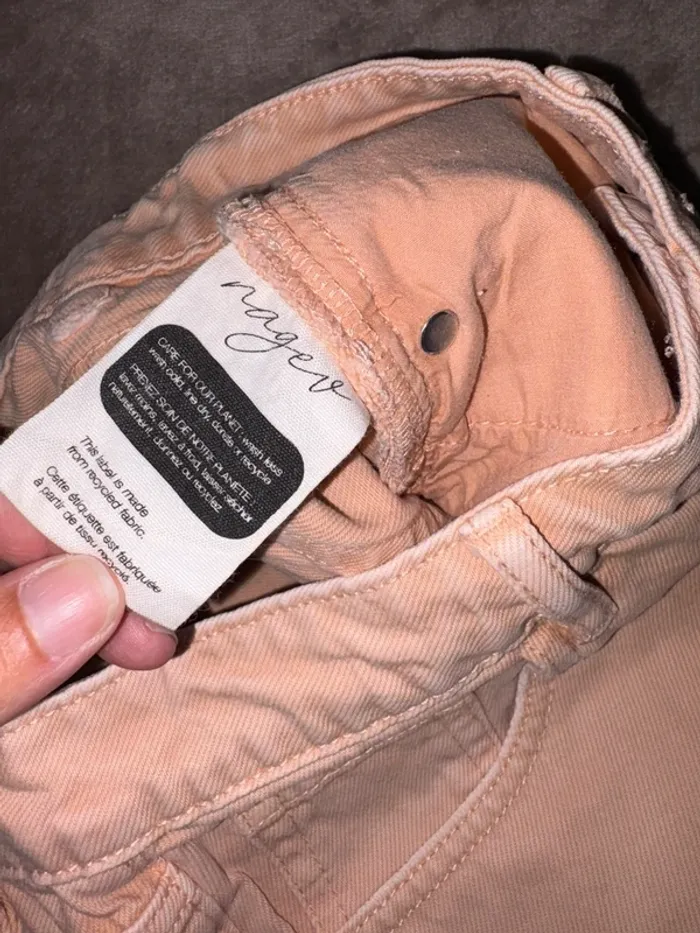 nagev
CARE FOR OUR PLANET: wash less
wash cold, line dry, donate or recycle
PRENEZ SOIN DE NOTRE PLANÈTE :
laver moins, lavez à froid, laisser sécher
naturellement, donnez ou recyclez.
This label is made
from recycled fabric.
Cette étiquette est fabriquée
à partir de tissu recyclé.